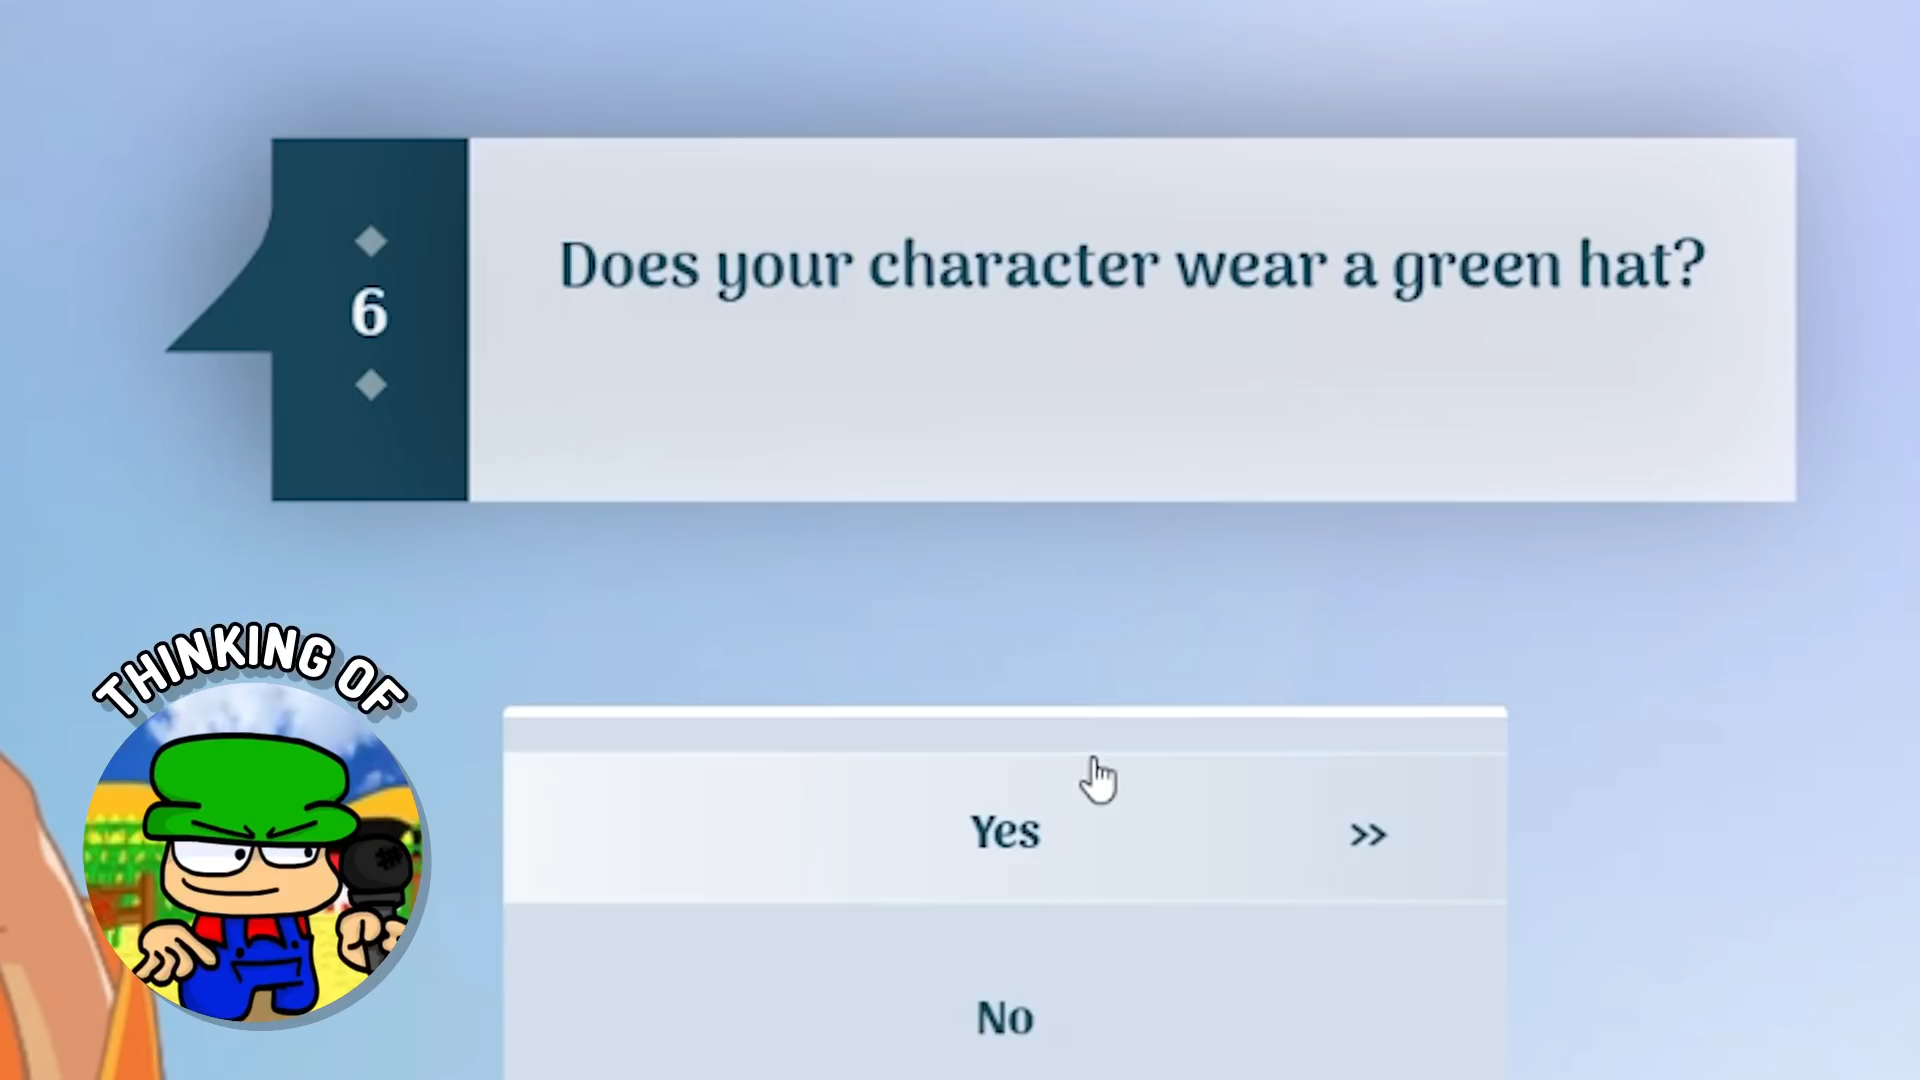 6
Does your character wear a green hat?
THINKING OF
Yes >>
No